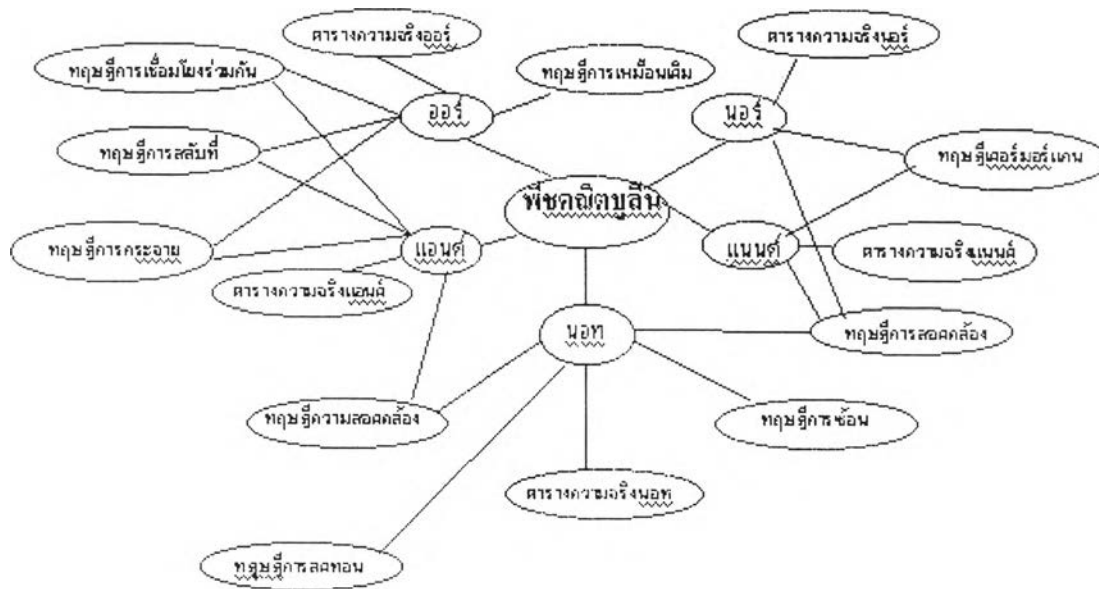 ตารางความจริงออร์
ตารางความจริงนอร์
ทฤษฎีการเชื่อมโยงร่วมกัน
ทฤษฎีการเหมือนเดิม
ออร์
นอร์
ทฤษฎีการสลับที่
ทฤษฎีเดอร์มอร์แกน
พีชคณิตบูลีน
ทฤษฎีการกระจาย
แอนด์
แนนด์
ตารางความจริงแนนด์
ตารางความจริงแอนด์
นอท
ทฤษฎีการสอดคล้อง
ทฤษฎีความสอดคล้อง
ทฤษฎีการซ้อน
ตารางความจริงนอท
ทฤษฎีการลดทอน